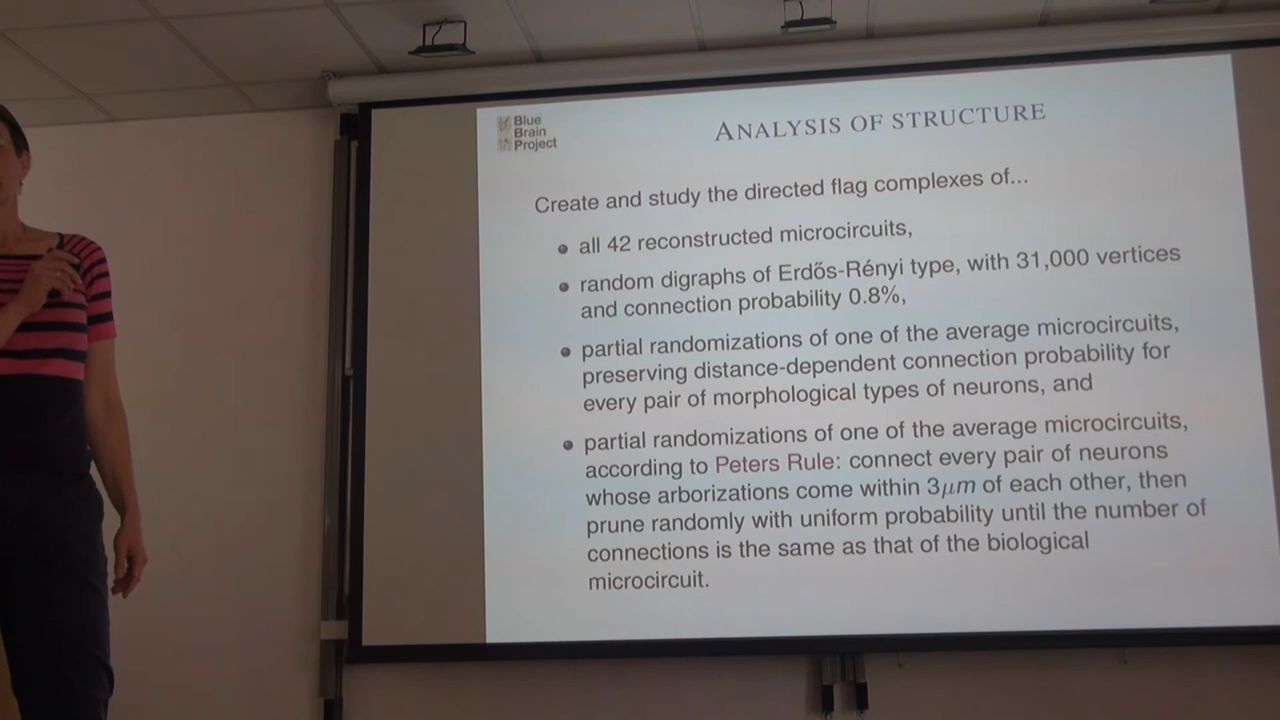 Blue
Brain
Project
ANALYSIS OF STRUCTURE
Create and study the directed flag complexes of...
all 42 reconstructed microcircuits,
random digraphs of Erdős-Rényi type, with 31,000 vertices
and connection probability 0.8%,
partial randomizations of one of the average microcircuits,
preserving distance-dependent connection probability for
every pair of morphological types of neurons, and
partial randomizations of one of the average microcircuits,
according to Peters Rule: connect every pair of neurons
whose arborizations come within 3μm of each other, then
prune randomly with uniform probability until the number of
connections is the same as that of the biological
microcircuit.